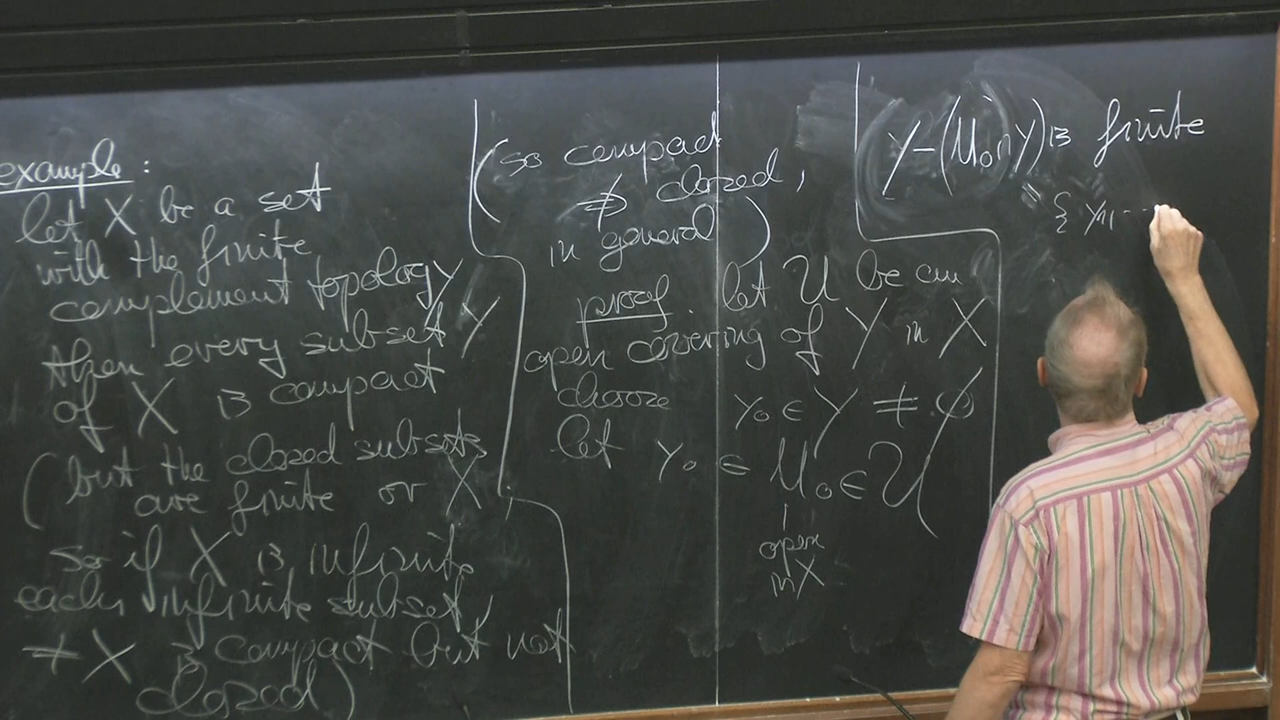 example:
let X be a set
with the finite
complement topology
then every subset Y
of X is compact
(but the closed subsets
are finite or X
so if X is infinite
each infinite subset
≠ X is compact but not
closed)
(so compact
⇏ closed,
in general)
proof let U be an
open covering of Y in X
choose y₀ ∈ Y ≠ ∅
let y₀ ∈ U₀ ∈ U
open
in X
Y-(U₀∩Y) is finite
= { y₁, ...